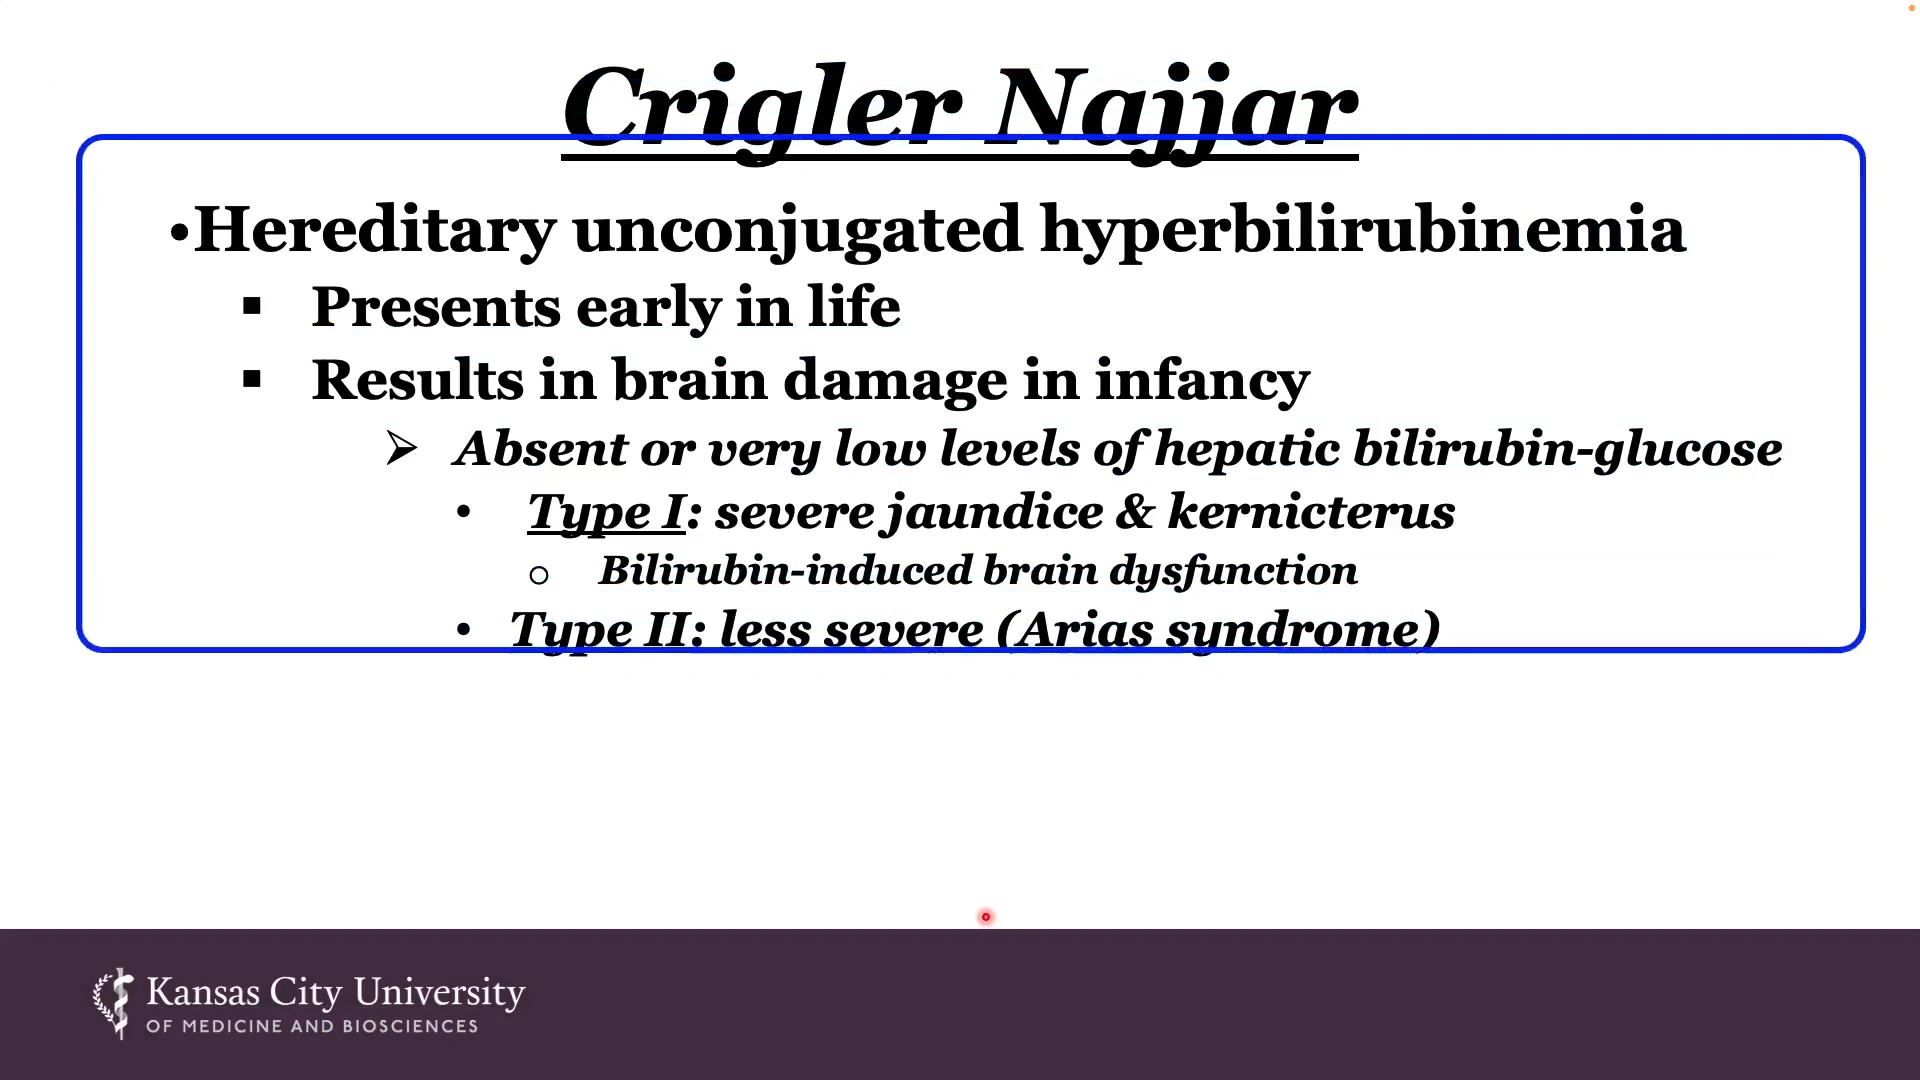 Crigler Najjar
•Hereditary unconjugated hyperbilirubinemia
▪ Presents early in life
▪ Results in brain damage in infancy
➢ Absent or very low levels of hepatic bilirubin-glucose
• Type I: severe jaundice & kernicterus
o Bilirubin-induced brain dysfunction
• Type II: less severe (Arias syndrome)
Kansas City University
OF MEDICINE AND BIOSCIENCES